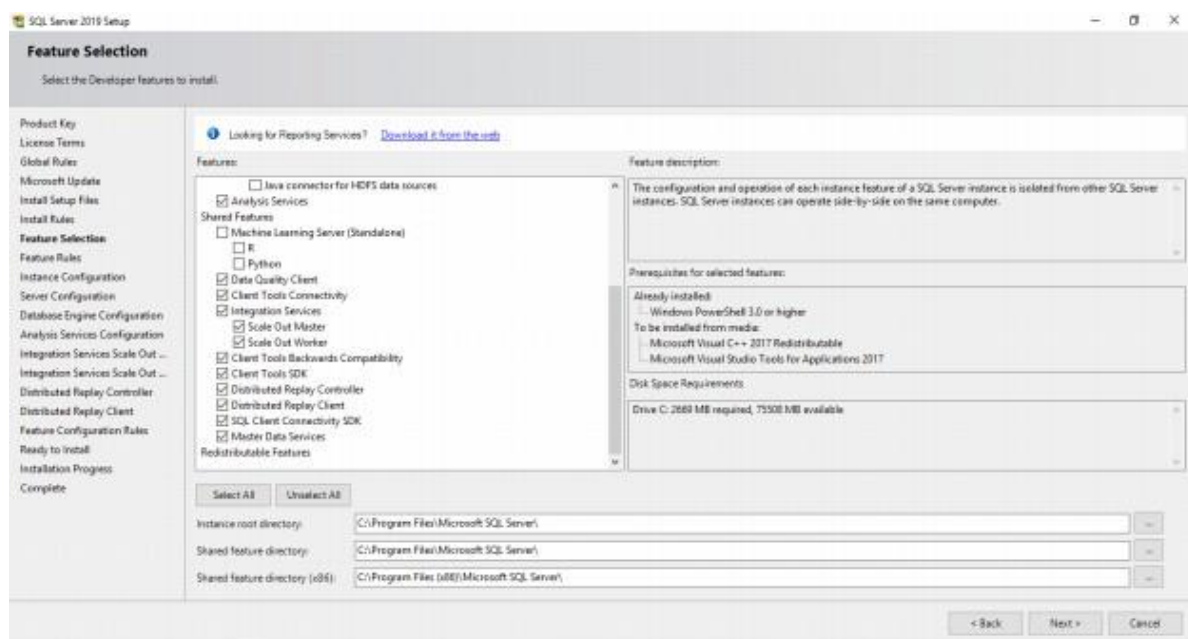 SQL Server 2019 Setup
Feature Selection
Select the Developer features to install.
Product Key
License Terms
Global Rules
Microsoft Update
Install Setup Files
Install Rules
Feature Selection
Feature Rules
Instance Configuration
Server Configuration
Database Engine Configuration
Analysis Services Configuration
Integration Services Scale Out ...
Integration Services Scale Out ...
Distributed Replay Controller
Distributed Replay Client
Feature Configuration Rules
Ready to Install
Installation Progress
Complete
Looking for Reporting Services? Download it from the web
Features:
Java connector for HDFS data sources
Analysis Services
Shared Features
Machine Learning Server (Standalone)
R
Python
Data Quality Client
Client Tools Connectivity
Integration Services
Scale Out Master
Scale Out Worker
Client Tools Backwards Compatibility
Client Tools SDK
Distributed Replay Controller
Distributed Replay Client
SQL Client Connectivity SDK
Master Data Services
Redistributable Features
Feature description:
The configuration and operation of each instance feature of a SQL Server instance is isolated from other SQL Server
instances. SQL Server instances can operate side-by-side on the same computer.
Prerequisites for selected features:
Already installed:
Windows PowerShell 3.0 or higher
To be installed from media:
Microsoft Visual C++ 2017 Redistributable
Microsoft Visual Studio Tools for Applications 2017
Disk Space Requirements
Drive C: 2669 MB required, 75508 MB available
Select All
Unselect All
Instance root directory: C:\Program Files\Microsoft SQL Server\
...
Shared feature directory: C:\Program Files\Microsoft SQL Server\
...
Shared feature directory (x86): C:\Program Files (x86)\Microsoft SQL Server\
...
< Back
Next >
Cancel